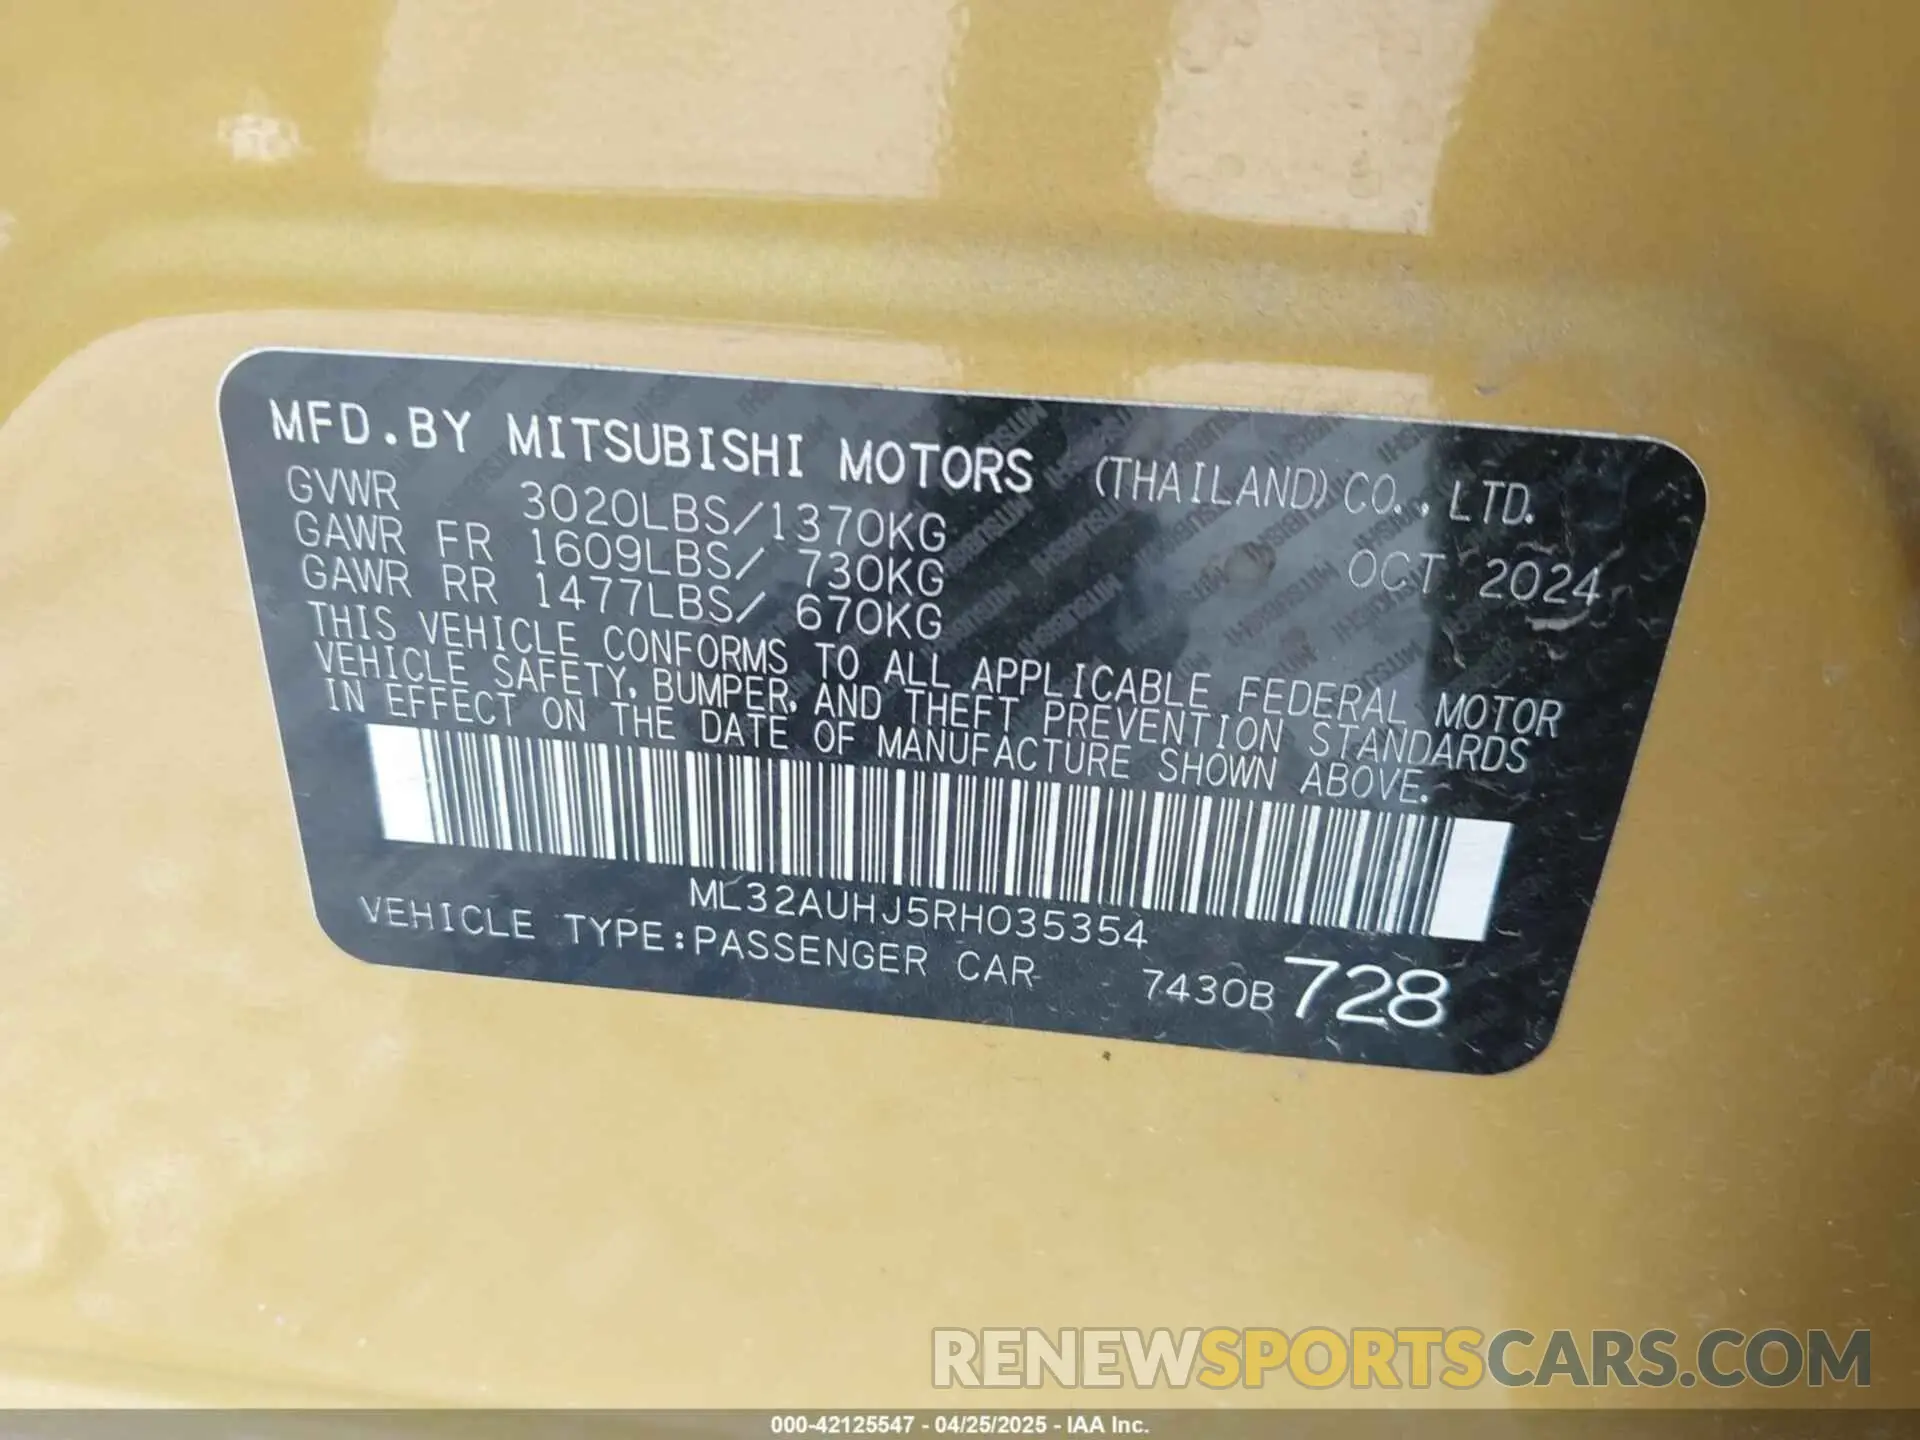 MFD.BY MITSUBISHI MOTORS (THAILAND) CO., LTD.
GVWR 3020LBS/1370KG
GAWR FR 1609LBS/ 730KG OCT 2024
GAWR RR 1477LBS/ 670KG
THIS VEHICLE CONFORMS TO ALL APPLICABLE FEDERAL MOTOR
VEHICLE SAFETY, BUMPER, AND THEFT PREVENTION STANDARDS
IN EFFECT ON THE DATE OF MANUFACTURE SHOWN ABOVE.
ML32AUHJ5RH035354
VEHICLE TYPE:PASSENGER CAR 7430B 728
RENEWSPORTSCARS.COM
000-42125547 - 04/25/2025 - IAA Inc.